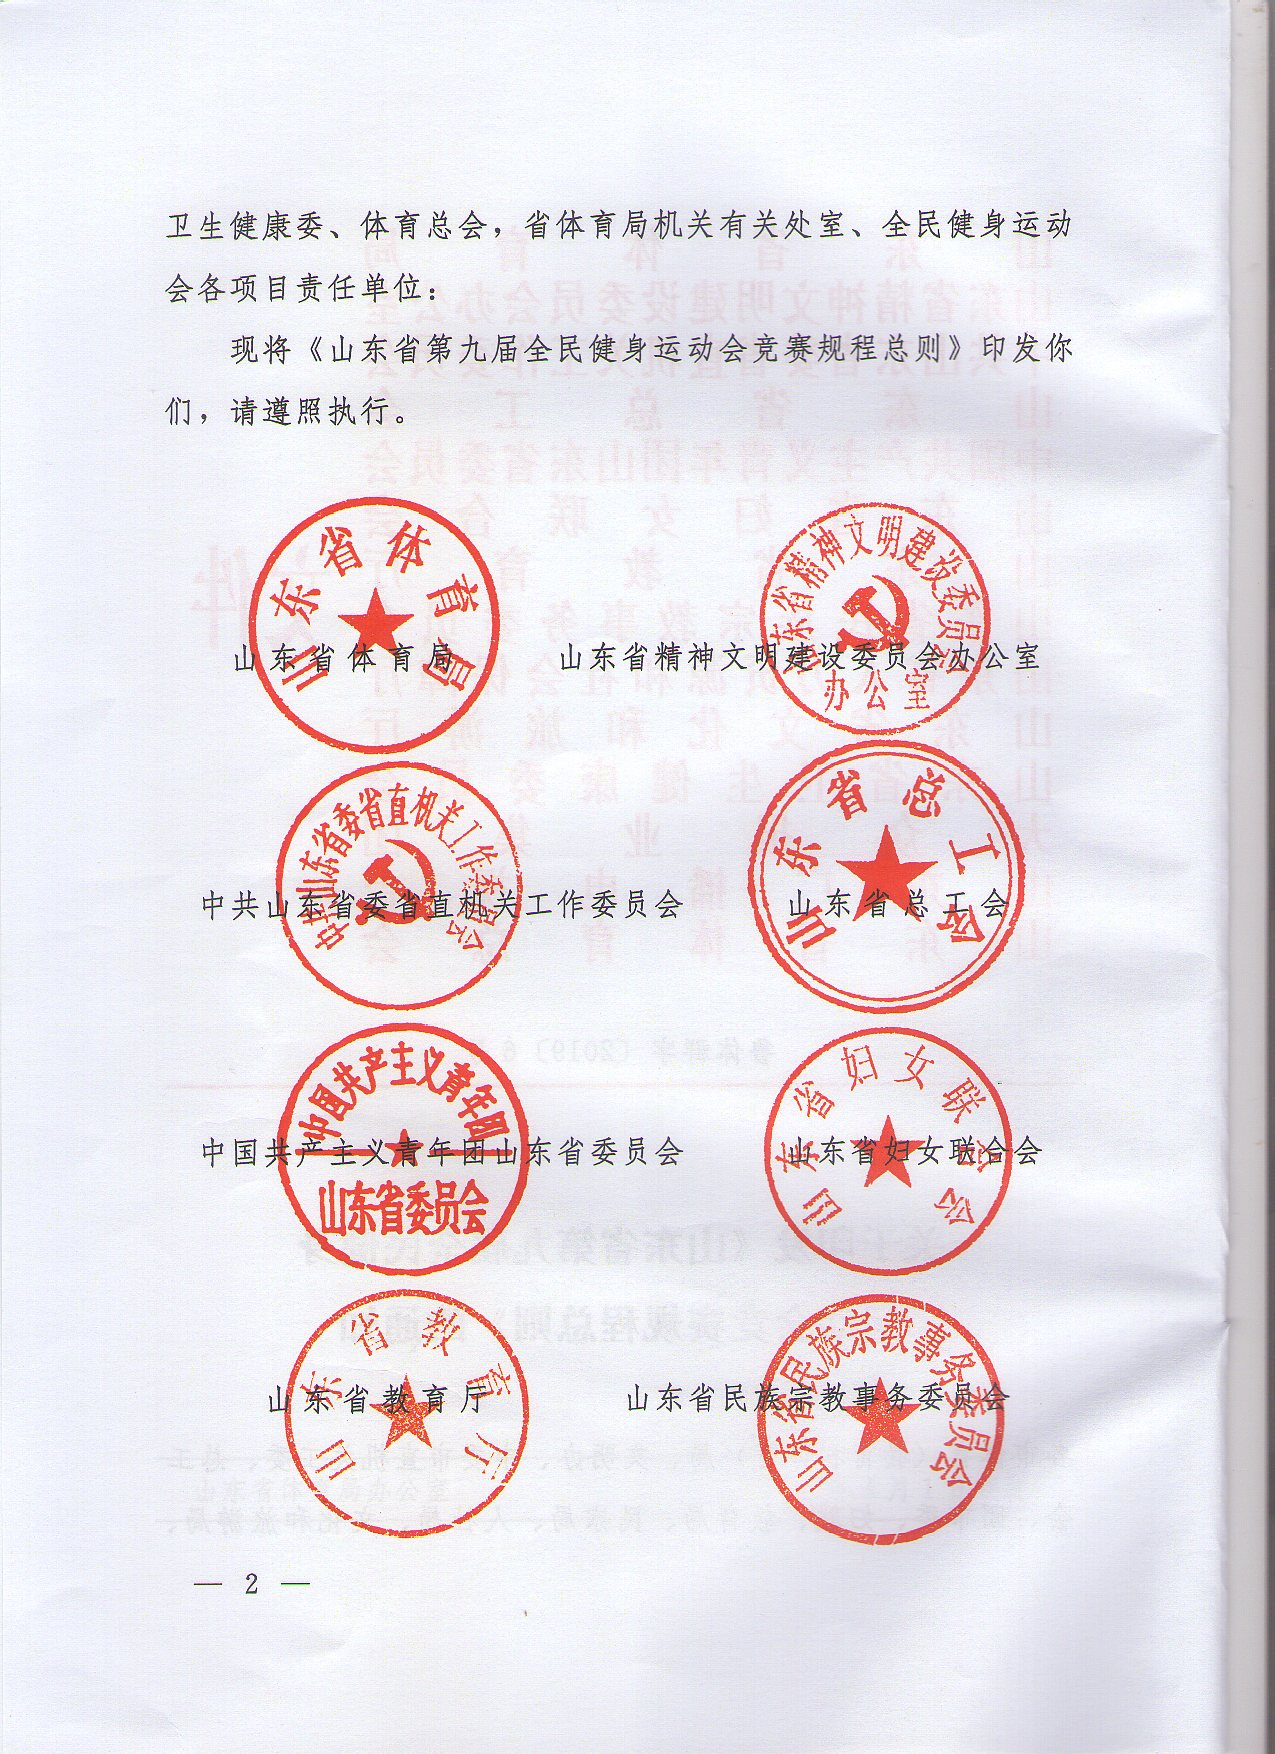 卫生健康委、体育总会，省体育局机关有关处室、全民健身运动
会各项目责任单位：
现将《山东省第九届全民健身运动会竞赛规程总则》印发你
们，请遵照执行。
山东省体育局
山东省体育局
山东省精神文明建设委员会办公室
山东省精神文明建设委员会
办公室
中共山东省委省直机关工作委员会
中共山东省委省直机关工作委员会
山东省总工会
山东省总工会
中国共产主义青年团山东省委员会
中国共产主义青年团
山东省委员会
山东省妇女联合会
山东省妇女联合会
山东省教育厅
山东省教育厅
山东省民族宗教事务委员会
山东省民族宗教事务委员会
— 2 —